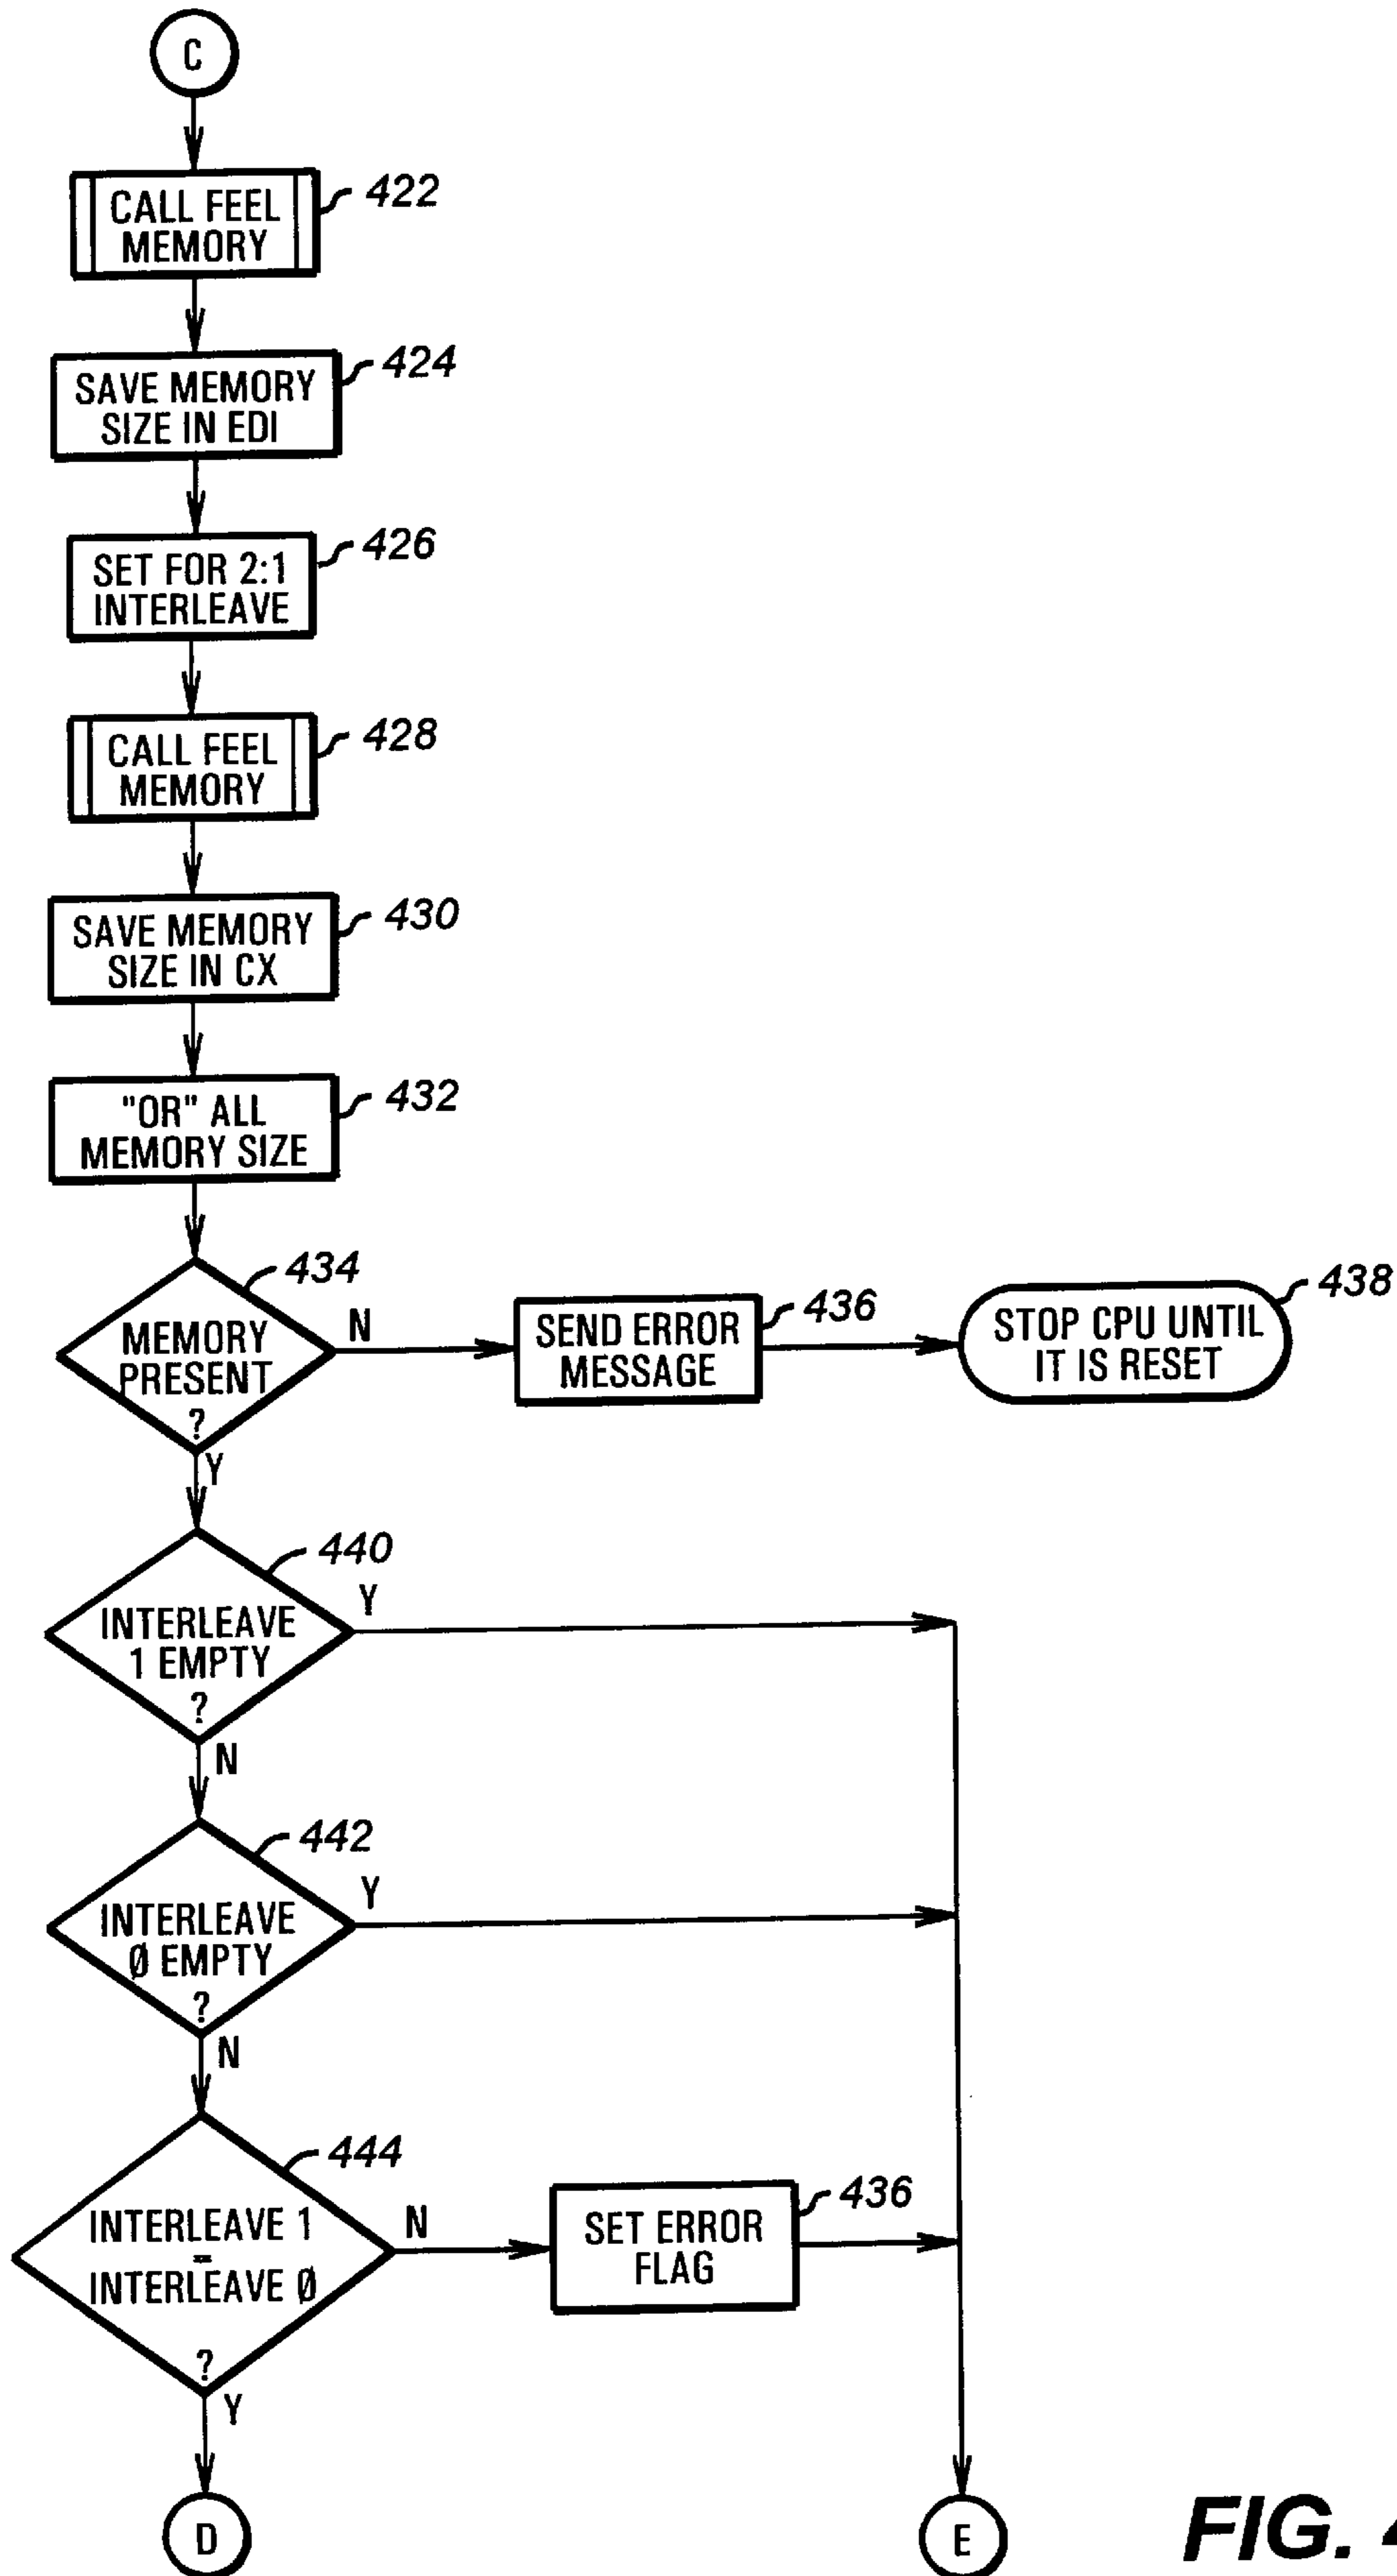 C
CALL FEEL
MEMORY
422
SAVE MEMORY
SIZE IN EDI
424
SET FOR 2:1
INTERLEAVE
426
CALL FEEL
MEMORY
428
SAVE MEMORY
SIZE IN CX
430
"OR" ALL
MEMORY SIZE
432
434
MEMORY
PRESENT
?
N
SEND ERROR
MESSAGE
436
STOP CPU UNTIL
IT IS RESET
438
Y
440
INTERLEAVE
1 EMPTY
?
Y
N
442
INTERLEAVE
Ø EMPTY
?
Y
N
444
INTERLEAVE 1
=
INTERLEAVE Ø
?
N
SET ERROR
FLAG
436
Y
D
E
FIG.